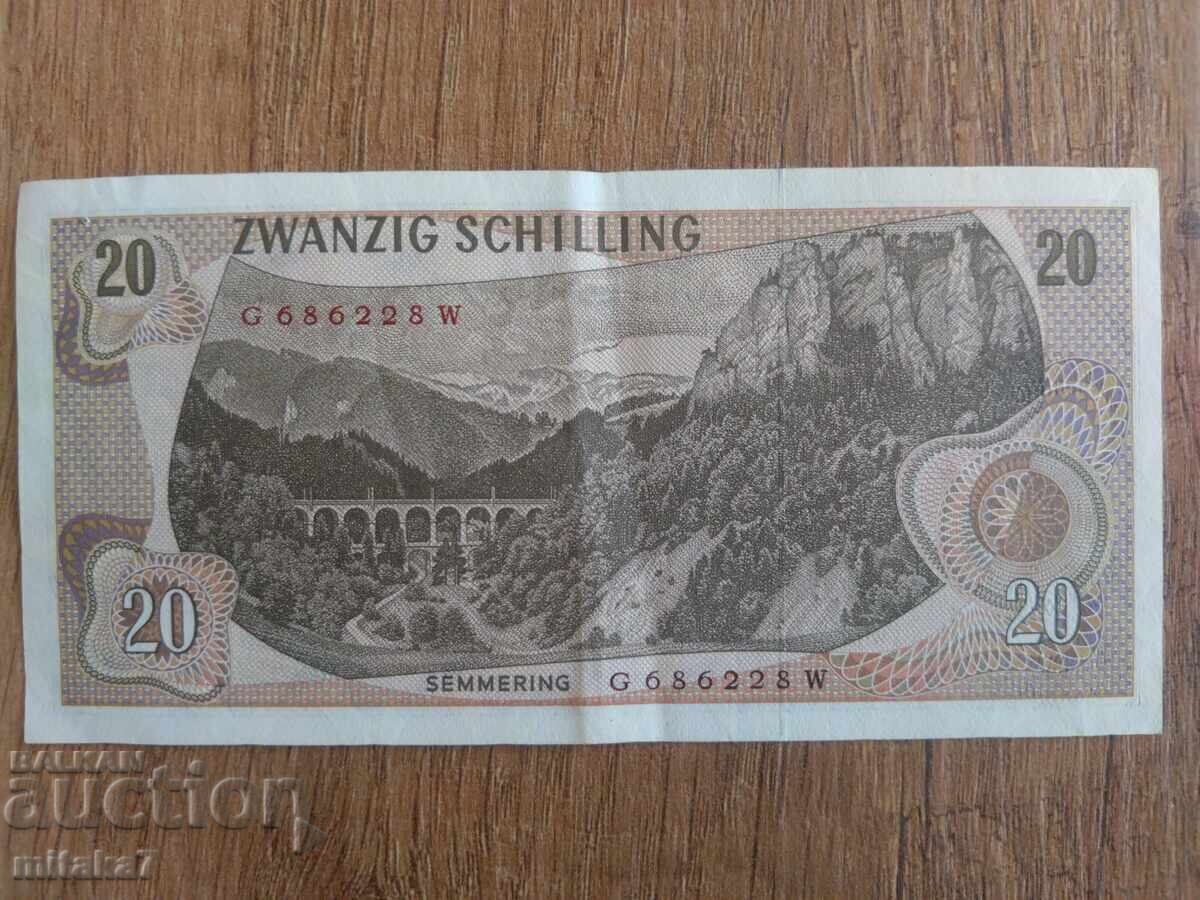 ZWANZIG SCHILLING
20
20
G 686228 W
20
20
SEMMERING G 686228 W
BALKAN
auction
mitaka7